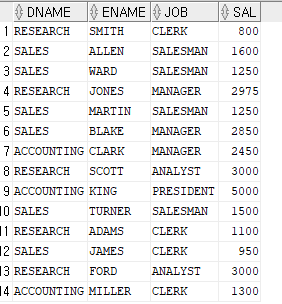 DNAME ENAME JOB SAL
1 RESEARCH SMITH CLERK 800
2 SALES ALLEN SALESMAN 1600
3 SALES WARD SALESMAN 1250
4 RESEARCH JONES MANAGER 2975
5 SALES MARTIN SALESMAN 1250
6 SALES BLAKE MANAGER 2850
7 ACCOUNTING CLARK MANAGER 2450
8 RESEARCH SCOTT ANALYST 3000
9 ACCOUNTING KING PRESIDENT 5000
10 SALES TURNER SALESMAN 1500
11 RESEARCH ADAMS CLERK 1100
12 SALES JAMES CLERK 950
13 RESEARCH FORD ANALYST 3000
14 ACCOUNTING MILLER CLERK 1300